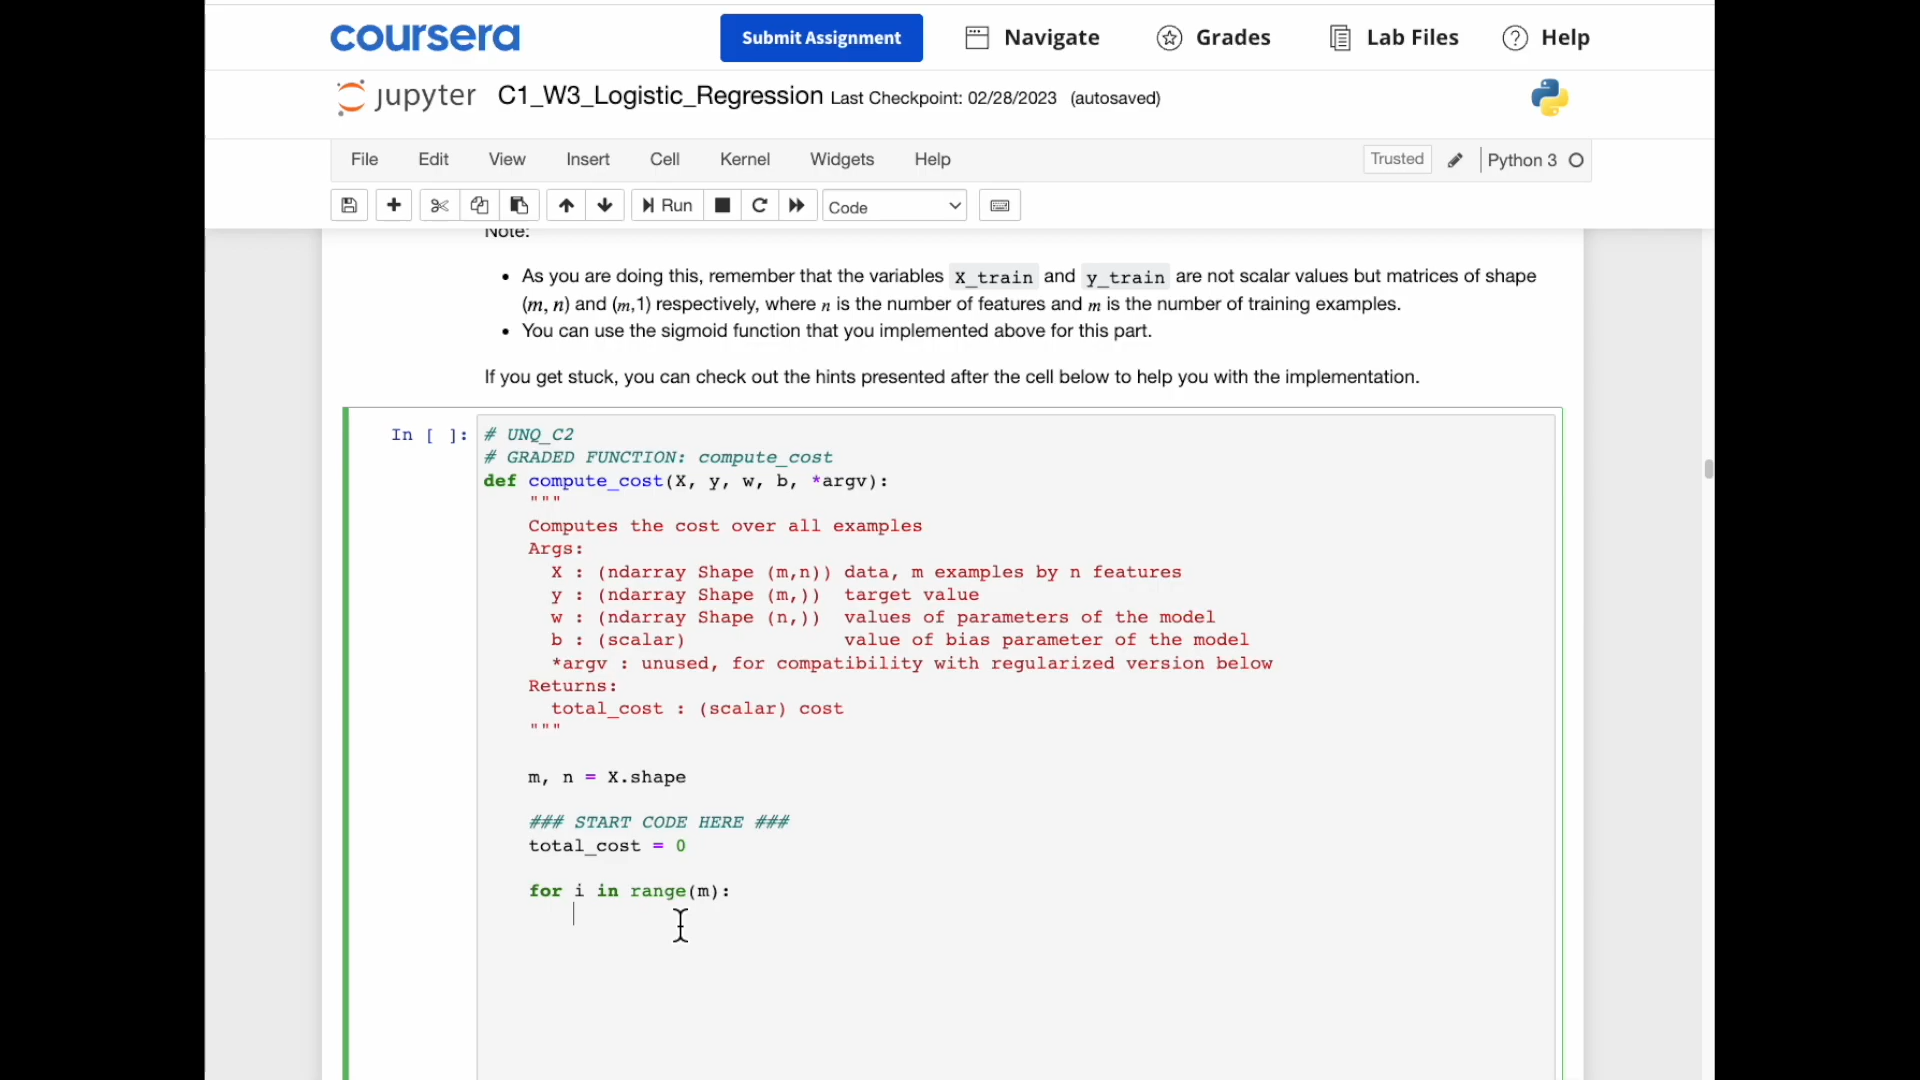 coursera
Submit Assignment
Navigate
Grades
Lab Files
Help
jupyter C1_W3_Logistic_Regression Last Checkpoint: 02/28/2023 (autosaved)
File Edit View Insert Cell Kernel Widgets Help
Trusted
Python 3
Run
Code
Note:
• As you are doing this, remember that the variables X_train and y_train are not scalar values but matrices of shape
(m, n) and (m,1) respectively, where n is the number of features and m is the number of training examples.
• You can use the sigmoid function that you implemented above for this part.
If you get stuck, you can check out the hints presented after the cell below to help you with the implementation.
In [ ]:
# UNQ_C2
# GRADED FUNCTION: compute_cost
def compute_cost(X, y, w, b, *argv):
    """
    Computes the cost over all examples
    Args:
      X : (ndarray Shape (m,n)) data, m examples by n features
      y : (ndarray Shape (m,))  target value
      w : (ndarray Shape (n,))  values of parameters of the model
      b : (scalar)              value of bias parameter of the model
      *argv : unused, for compatibility with regularized version below
    Returns:
      total_cost : (scalar) cost
    """
    m, n = X.shape
    ### START CODE HERE ###
    total_cost = 0
    for i in range(m):